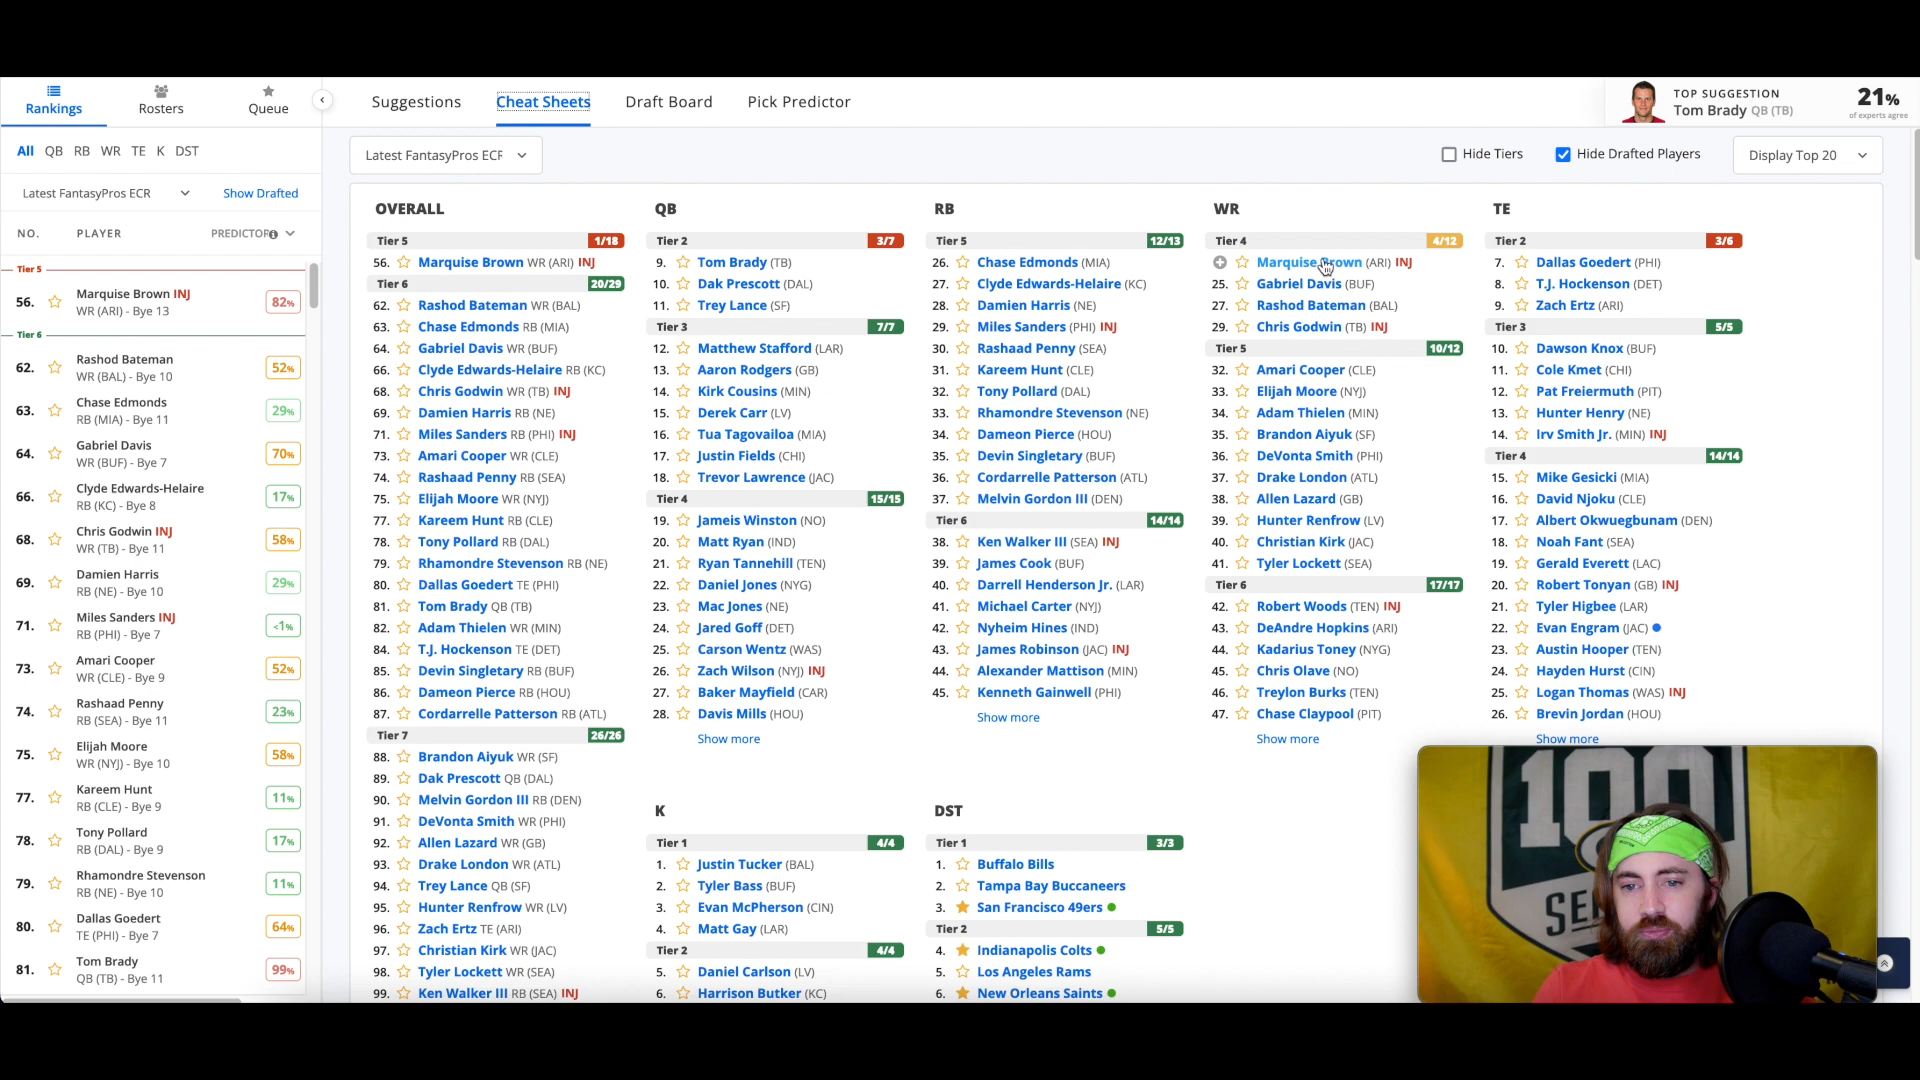 Rankings
Rosters
Queue
Suggestions
Cheat Sheets
Draft Board
Pick Predictor
TOP SUGGESTION
Tom Brady QB (TB)
21%
of experts agree
All QB RB WR TE K DST
Latest FantasyPros ECR
Show Drafted
NO. PLAYER PREDICTOR
Tier 5
56. Marquise Brown INJ 82%
WR (ARI) - Bye 13
Tier 6
62. Rashod Bateman 52%
WR (BAL) - Bye 10
63. Chase Edmonds 29%
RB (MIA) - Bye 11
64. Gabriel Davis 70%
WR (BUF) - Bye 7
66. Clyde Edwards-Helaire 17%
RB (KC) - Bye 8
68. Chris Godwin INJ 58%
WR (TB) - Bye 11
69. Damien Harris 29%
RB (NE) - Bye 10
71. Miles Sanders INJ <1%
RB (PHI) - Bye 7
73. Amari Cooper 52%
WR (CLE) - Bye 9
74. Rashaad Penny 23%
RB (SEA) - Bye 11
75. Elijah Moore 58%
WR (NYJ) - Bye 10
77. Kareem Hunt 11%
RB (CLE) - Bye 9
78. Tony Pollard 17%
RB (DAL) - Bye 9
79. Rhamondre Stevenson 11%
RB (NE) - Bye 10
80. Dallas Goedert 64%
TE (PHI) - Bye 7
81. Tom Brady 99%
QB (TB) - Bye 11
Latest FantasyPros ECF
Hide Tiers
Hide Drafted Players
Display Top 20
OVERALL
Tier 5 1/18
56. Marquise Brown WR (ARI) INJ
Tier 6 20/29
62. Rashod Bateman WR (BAL)
63. Chase Edmonds RB (MIA)
64. Gabriel Davis WR (BUF)
66. Clyde Edwards-Helaire RB (KC)
68. Chris Godwin WR (TB) INJ
69. Damien Harris RB (NE)
71. Miles Sanders RB (PHI) INJ
73. Amari Cooper WR (CLE)
74. Rashaad Penny RB (SEA)
75. Elijah Moore WR (NYJ)
77. Kareem Hunt RB (CLE)
78. Tony Pollard RB (DAL)
79. Rhamondre Stevenson RB (NE)
80. Dallas Goedert TE (PHI)
81. Tom Brady QB (TB)
82. Adam Thielen WR (MIN)
84. T.J. Hockenson TE (DET)
85. Devin Singletary RB (BUF)
86. Dameon Pierce RB (HOU)
87. Cordarrelle Patterson RB (ATL)
Tier 7 26/26
88. Brandon Aiyuk WR (SF)
89. Dak Prescott QB (DAL)
90. Melvin Gordon III RB (DEN)
91. DeVonta Smith WR (PHI)
92. Allen Lazard WR (GB)
93. Drake London WR (ATL)
94. Trey Lance QB (SF)
95. Hunter Renfrow WR (LV)
96. Zach Ertz TE (ARI)
97. Christian Kirk WR (JAC)
98. Tyler Lockett WR (SEA)
99. Ken Walker III RB (SEA) INJ
QB
Tier 2 3/7
9. Tom Brady (TB)
10. Dak Prescott (DAL)
11. Trey Lance (SF)
Tier 3 7/7
12. Matthew Stafford (LAR)
13. Aaron Rodgers (GB)
14. Kirk Cousins (MIN)
15. Derek Carr (LV)
16. Tua Tagovailoa (MIA)
17. Justin Fields (CHI)
18. Trevor Lawrence (JAC)
Tier 4 15/15
19. Jameis Winston (NO)
20. Matt Ryan (IND)
21. Ryan Tannehill (TEN)
22. Daniel Jones (NYG)
23. Mac Jones (NE)
24. Jared Goff (DET)
25. Carson Wentz (WAS)
26. Zach Wilson (NYJ) INJ
27. Baker Mayfield (CAR)
28. Davis Mills (HOU)
Show more
RB
Tier 5 12/13
26. Chase Edmonds (MIA)
27. Clyde Edwards-Helaire (KC)
28. Damien Harris (NE)
29. Miles Sanders (PHI) INJ
30. Rashaad Penny (SEA)
31. Kareem Hunt (CLE)
32. Tony Pollard (DAL)
33. Rhamondre Stevenson (NE)
34. Dameon Pierce (HOU)
35. Devin Singletary (BUF)
36. Cordarrelle Patterson (ATL)
37. Melvin Gordon III (DEN)
Tier 6 14/14
38. Ken Walker III (SEA) INJ
39. James Cook (BUF)
40. Darrell Henderson Jr. (LAR)
41. Michael Carter (NYJ)
42. Nyheim Hines (IND)
43. James Robinson (JAC) INJ
44. Alexander Mattison (MIN)
45. Kenneth Gainwell (PHI)
Show more
WR
Tier 4 4/12
Marquise Brown (ARI) INJ
25. Gabriel Davis (BUF)
27. Rashod Bateman (BAL)
29. Chris Godwin (TB) INJ
Tier 5 10/12
32. Amari Cooper (CLE)
33. Elijah Moore (NYJ)
34. Adam Thielen (MIN)
35. Brandon Aiyuk (SF)
36. DeVonta Smith (PHI)
37. Drake London (ATL)
38. Allen Lazard (GB)
39. Hunter Renfrow (LV)
40. Christian Kirk (JAC)
41. Tyler Lockett (SEA)
Tier 6 17/17
42. Robert Woods (TEN) INJ
43. DeAndre Hopkins (ARI)
44. Kadarius Toney (NYG)
45. Chris Olave (NO)
46. Treylon Burks (TEN)
47. Chase Claypool (PIT)
Show more
TE
Tier 2 3/6
7. Dallas Goedert (PHI)
8. T.J. Hockenson (DET)
9. Zach Ertz (ARI)
Tier 3 5/5
10. Dawson Knox (BUF)
11. Cole Kmet (CHI)
12. Pat Freiermuth (PIT)
13. Hunter Henry (NE)
14. Irv Smith Jr. (MIN) INJ
Tier 4 14/14
15. Mike Gesicki (MIA)
16. David Njoku (CLE)
17. Albert Okwuegbunam (DEN)
18. Noah Fant (SEA)
19. Gerald Everett (LAC)
20. Robert Tonyan (GB) INJ
21. Tyler Higbee (LAR)
22. Evan Engram (JAC)
23. Austin Hooper (TEN)
24. Hayden Hurst (CIN)
25. Logan Thomas (WAS) INJ
26. Brevin Jordan (HOU)
Show more
K
Tier 1 4/4
1. Justin Tucker (BAL)
2. Tyler Bass (BUF)
3. Evan McPherson (CIN)
4. Matt Gay (LAR)
Tier 2 4/4
5. Daniel Carlson (LV)
6. Harrison Butker (KC)
DST
Tier 1 3/3
1. Buffalo Bills
2. Tampa Bay Buccaneers
3. San Francisco 49ers
Tier 2 5/5
4. Indianapolis Colts
5. Los Angeles Rams
6. New Orleans Saints
100
SE